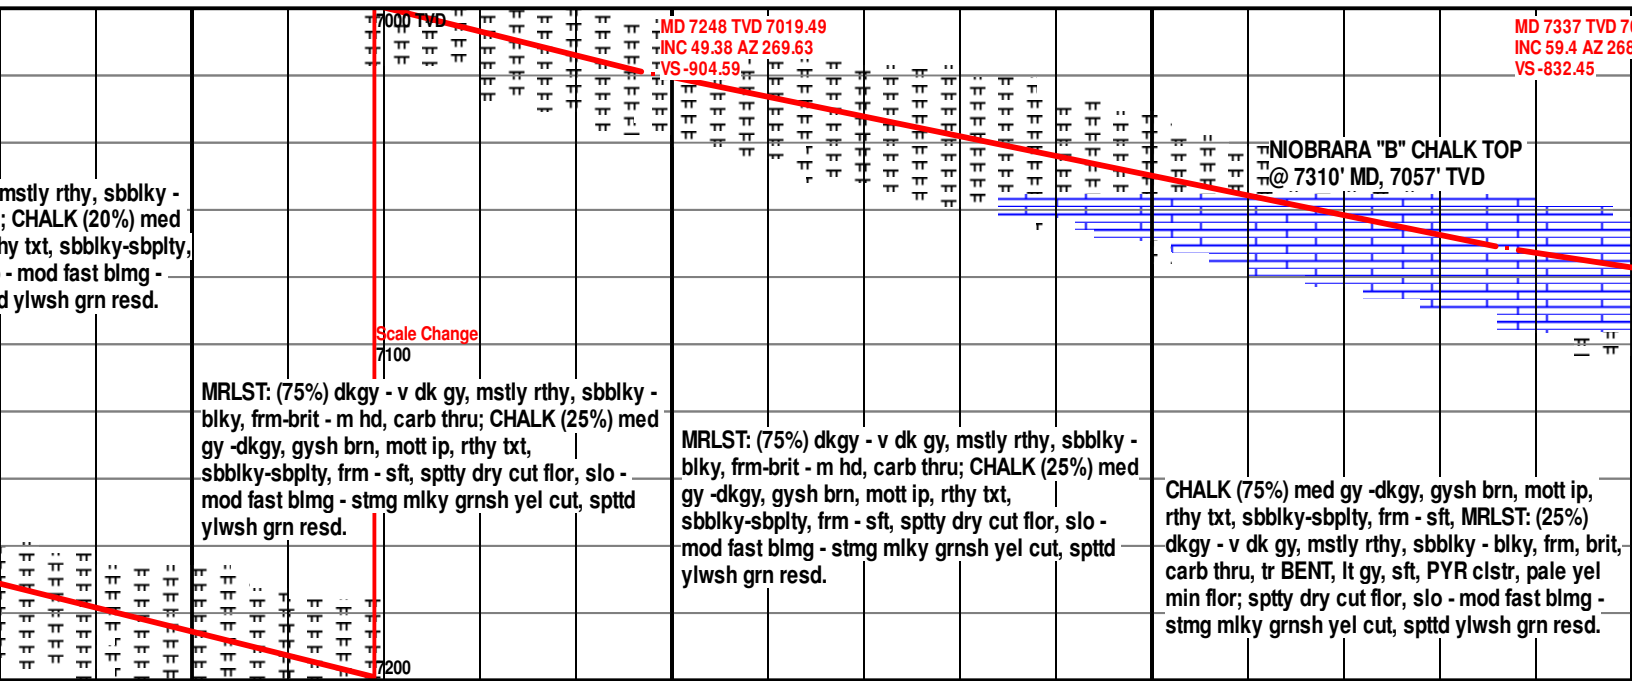 7000 TVD
MD 7248 TVD 7019.49
INC 49.38 AZ 269.63
VS -904.59
MD 7337 TVD 70
INC 59.4 AZ 268
VS -832.45
NIOBRARA "B" CHALK TOP
@ 7310' MD, 7057' TVD
mstly rthy, sbblky -
; CHALK (20%) med
hy txt, sbblky-sbplty,
- mod fast blmg -
d ylwsh grn resd.
Scale Change
7100
MRLST: (75%) dkgy - v dk gy, mstly rthy, sbblky -
blky, frm-brit - m hd, carb thru; CHALK (25%) med
gy -dkgy, gysh brn, mott ip, rthy txt,
sbblky-sbplty, frm - sft, sptty dry cut flor, slo -
mod fast blmg - stmg mlky grnsh yel cut, spttd
ylwsh grn resd.
MRLST: (75%) dkgy - v dk gy, mstly rthy, sbblky -
blky, frm-brit - m hd, carb thru; CHALK (25%) med
gy -dkgy, gysh brn, mott ip, rthy txt,
sbblky-sbplty, frm - sft, sptty dry cut flor, slo -
mod fast blmg - stmg mlky grnsh yel cut, spttd
ylwsh grn resd.
CHALK (75%) med gy -dkgy, gysh brn, mott ip,
rthy txt, sbblky-sbplty, frm - sft, MRLST: (25%)
dkgy - v dk gy, mstly rthy, sbblky - blky, frm, brit,
carb thru, tr BENT, lt gy, sft, PYR clstr, pale yel
min flor; sptty dry cut flor, slo - mod fast blmg -
stmg mlky grnsh yel cut, spttd ylwsh grn resd.
7200